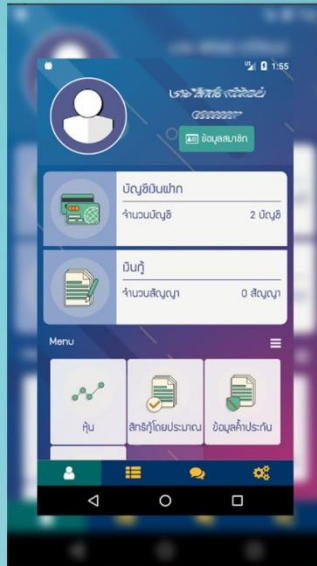 1:55
ข้อมูลสมาชิก
บัญชีเงินฝาก
จำนวนบัญชี 2 บัญชี
เงินกู้
จำนวนสัญญา 0 สัญญา
Menu
หุ้น สิทธิกู้โดยประมาณ ข้อมูลค้ำประกัน